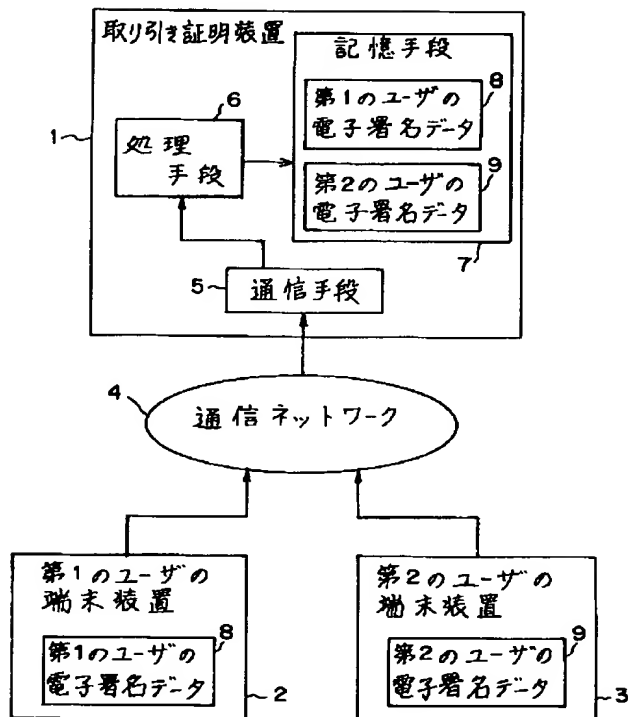 取り引き証明装置
記憶手段
6
8
第1のユーザの
電子署名データ
1
処理
手段
9
第2のユーザの
電子署名データ
7
5
通信手段
4
通信ネットワーク
第1のユーザの
端末装置
8
第1のユーザの
電子署名データ
2
第2のユーザの
端末装置
9
第2のユーザの
電子署名データ
3